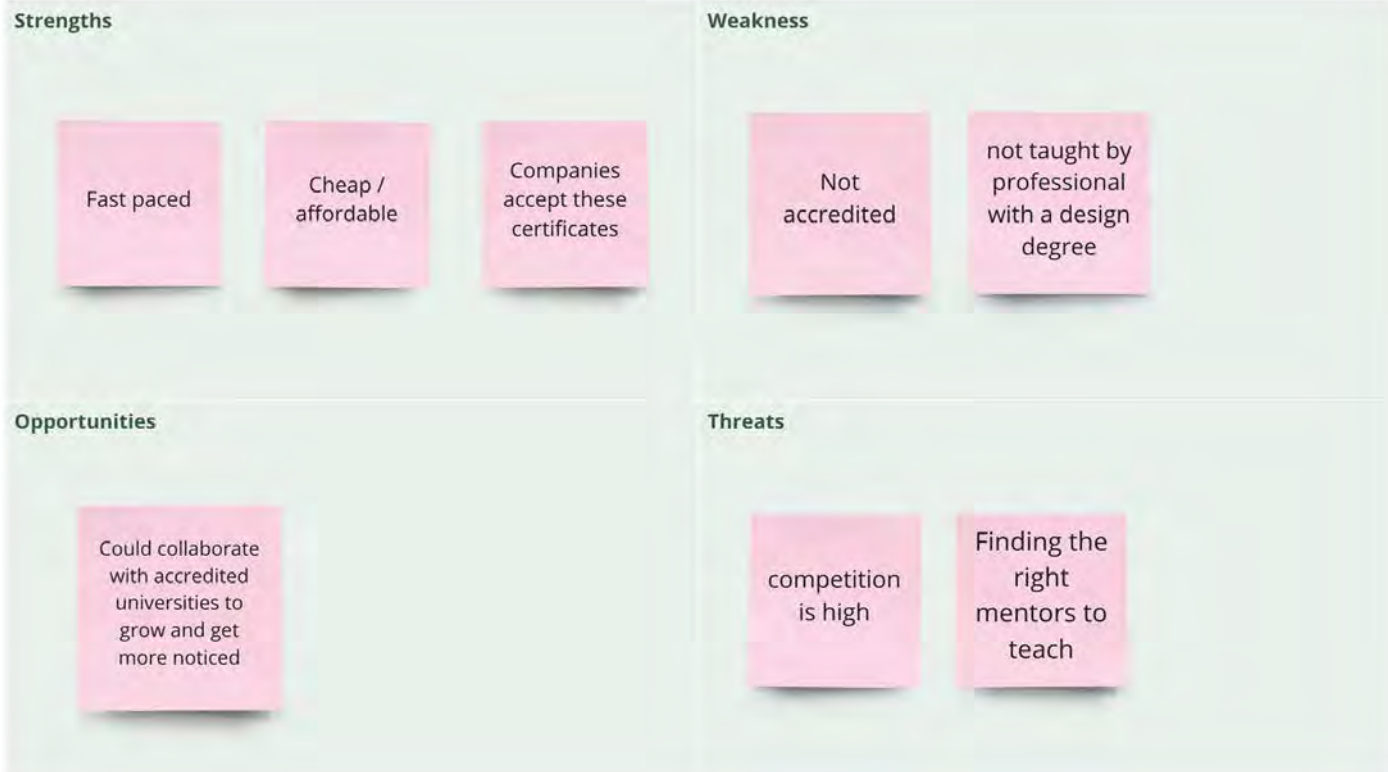 Strengths
Fast paced
Cheap /
affordable
Companies
accept these
certificates
Weakness
Not
accredited
not taught by
professional
with a design
degree
Opportunities
Could collaborate
with accredited
universities to
grow and get
more noticed
Threats
competition
is high
Finding the
right
mentors to
teach